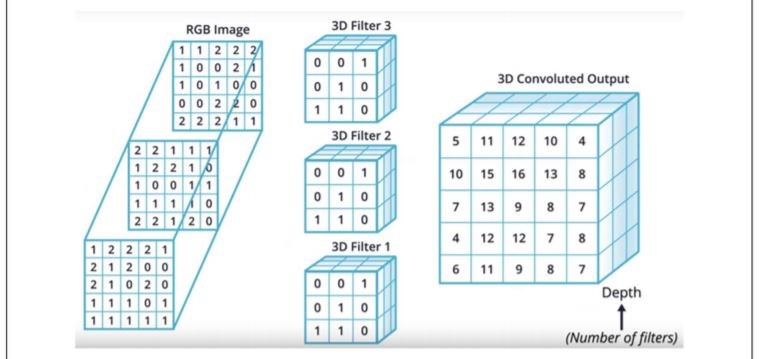 RGB Image
1 1 2 2 2
1 0 0 2 1
1 0 1 0 0
0 0 2 2 0
2 2 2 1 1
2 2 1 1 1
1 2 2 1 0
1 0 0 1 1
1 1 1 1 0
2 2 1 2 0
1 2 2 2 1
2 1 2 0 0
2 1 0 2 0
1 1 1 0 1
1 1 1 1 1
3D Filter 3
0 0 1
0 1 0
1 1 0
3D Filter 2
0 0 1
0 1 0
1 1 0
3D Filter 1
0 0 1
0 1 0
1 1 0
3D Convoluted Output
5 11 12 10 4
10 15 16 13 8
7 13 9 8 7
4 12 12 7 8
6 11 9 8 7
Depth
(Number of filters)